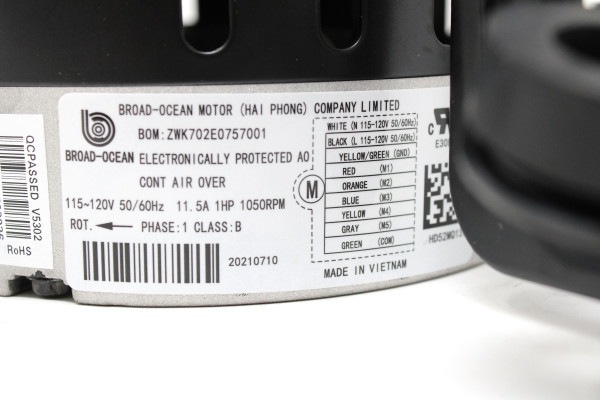 BROAD-OCEAN MOTOR (HAI PHONG) COMPANY LIMITED
BOM:ZWK702E0757001
BROAD-OCEAN ELECTRONICALLY PROTECTED AO
CONT AIR OVER
115~120V 50/60Hz 11.5A 1HP 1050RPM
ROT. PHASE:1 CLASS:B
20210710
M
WHITE (N 115-120V 50/60Hz)
BLACK (L 115-120V 50/60Hz)
YELLOW/GREEN (GND)
RED (M1)
ORANGE (M2)
BLUE (M3)
YELLOW (M4)
GRAY (M5)
GREEN (COM)
MADE IN VIETNAM
QCPASSED V5302
RoHS